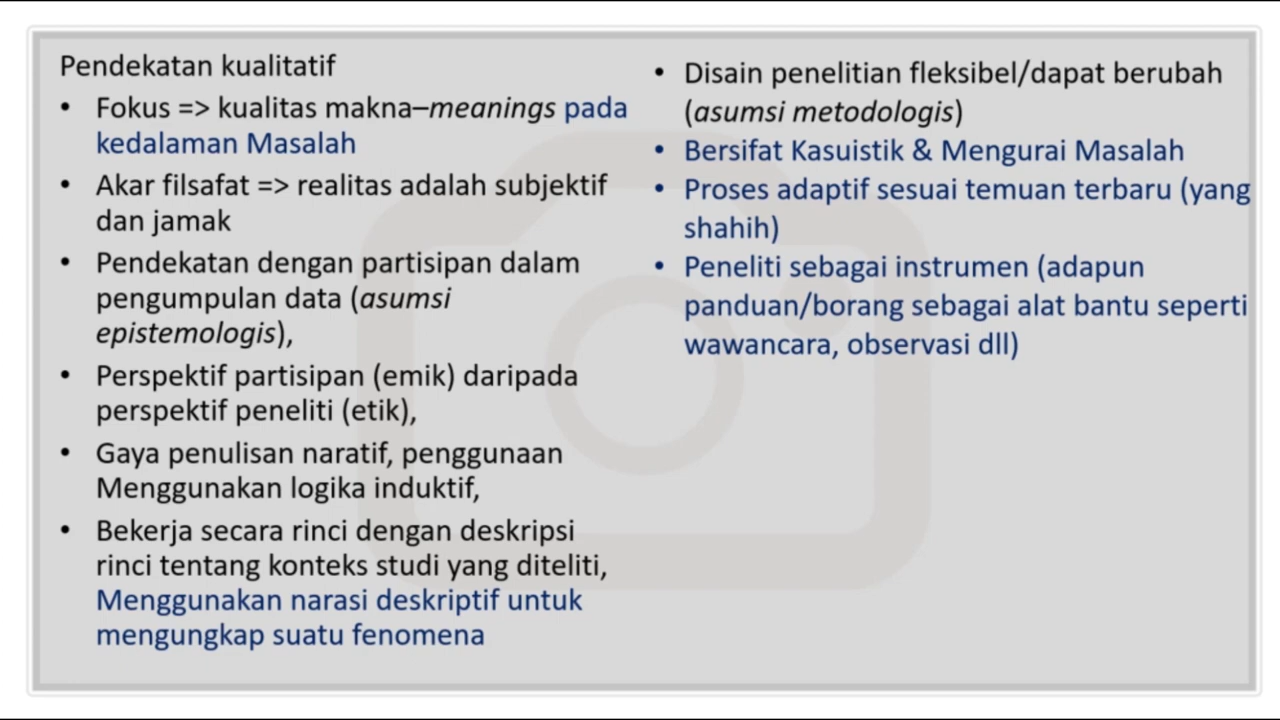 Pendekatan kualitatif
• Fokus => kualitas makna–meanings pada
kedalaman Masalah
• Akar filsafat => realitas adalah subjektif
dan jamak
• Pendekatan dengan partisipan dalam
pengumpulan data (asumsi
epistemologis),
• Perspektif partisipan (emik) daripada
perspektif peneliti (etik),
• Gaya penulisan naratif, penggunaan
Menggunakan logika induktif,
• Bekerja secara rinci dengan deskripsi
rinci tentang konteks studi yang diteliti,
Menggunakan narasi deskriptif untuk
mengungkap suatu fenomena
• Disain penelitian fleksibel/dapat berubah
(asumsi metodologis)
• Bersifat Kasuistik & Mengurai Masalah
• Proses adaptif sesuai temuan terbaru (yang
shahih)
• Peneliti sebagai instrumen (adapun
panduan/borang sebagai alat bantu seperti
wawancara, observasi dll)